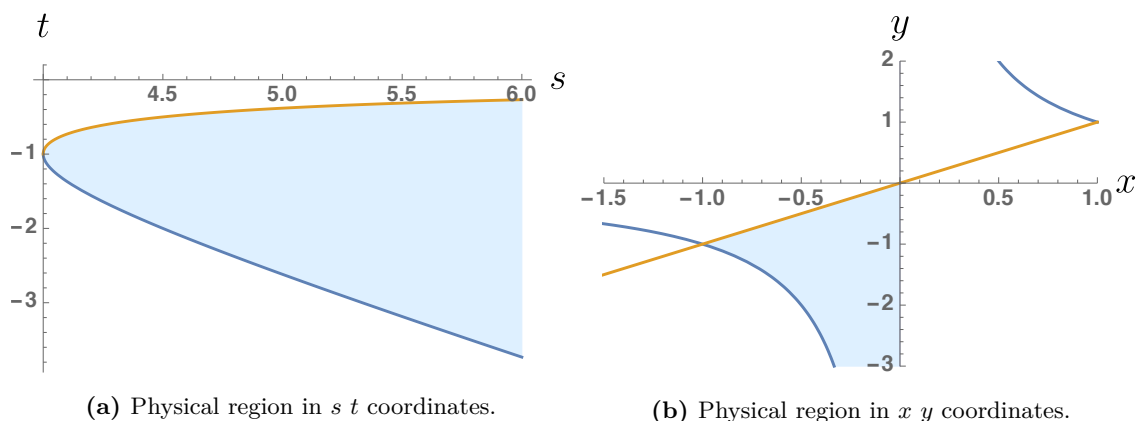 t
s
4.5 5.0 5.5 6.0
−1
−2
−3
(a) Physical region in s t coordinates.
y
x
2
1
−1.5 −1.0 −0.5 0.5 1.0
−1
−2
−3
(b) Physical region in x y coordinates.